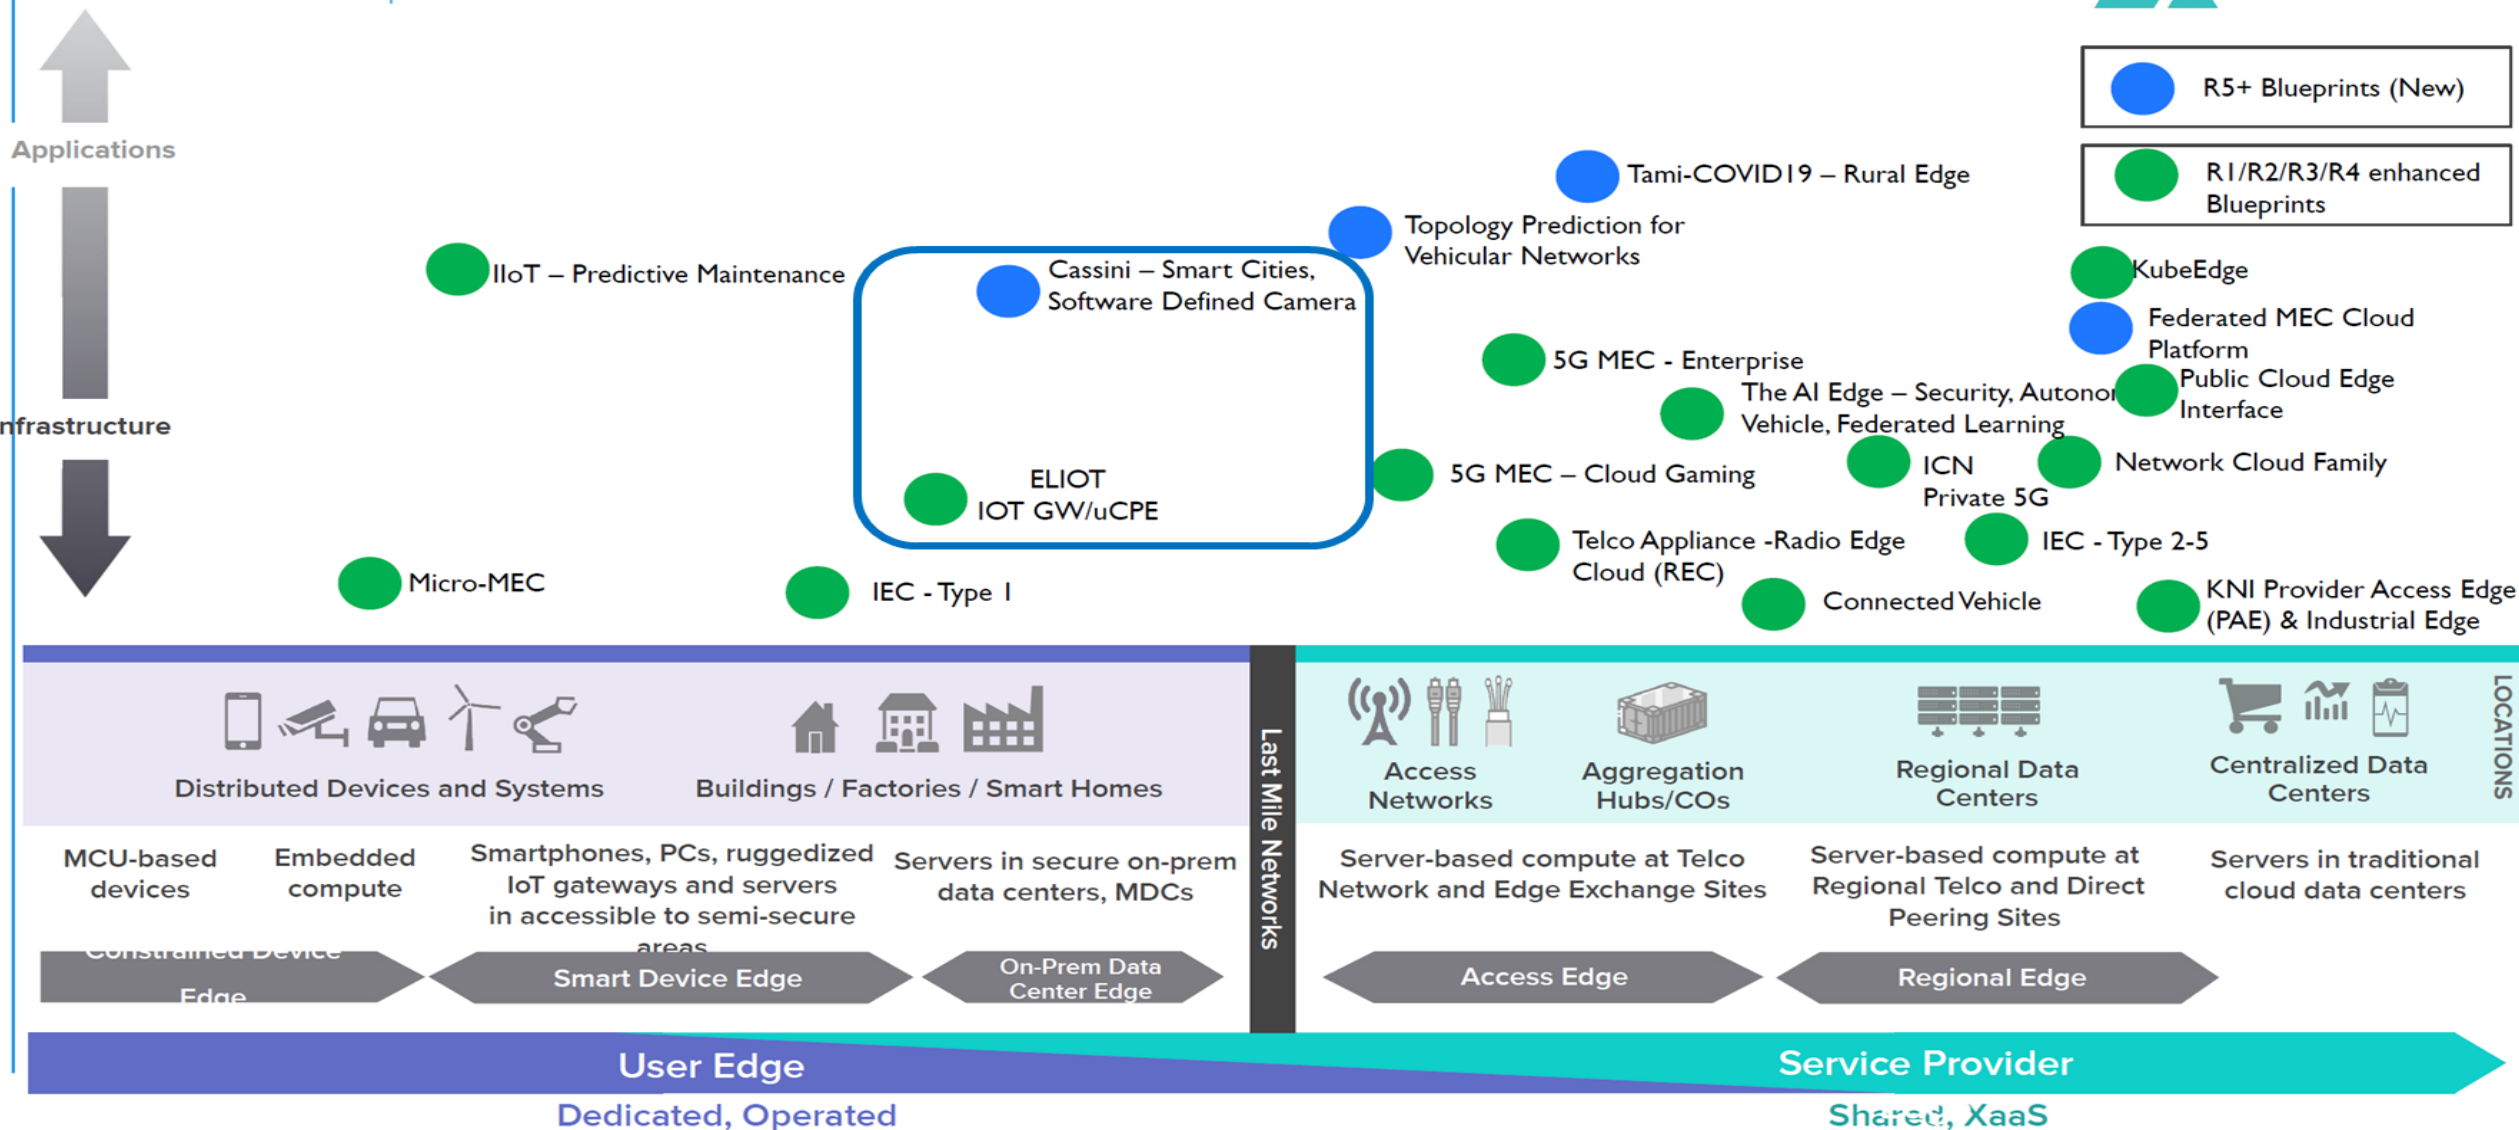 R5+ Blueprints (New)
Applications
R1/R2/R3/R4 enhanced
Blueprints
Tami-COVID19 – Rural Edge
Topology Prediction for
Vehicular Networks
IIoT – Predictive Maintenance
Cassini – Smart Cities,
Software Defined Camera
KubeEdge
Federated MEC Cloud
Platform
5G MEC - Enterprise
The AI Edge – Security, Autonor
Vehicle, Federated Learning
Public Cloud Edge
Interface
nfrastructure
ELIOT
IOT GW/uCPE
5G MEC – Cloud Gaming
ICN
Private 5G
Network Cloud Family
Telco Appliance -Radio Edge
Cloud (REC)
IEC - Type 2-5
Micro-MEC
IEC - Type 1
Connected Vehicle
KNI Provider Access Edge
(PAE) & Industrial Edge
Distributed Devices and Systems
Buildings / Factories / Smart Homes
Last Mile Networks
Access
Networks
Aggregation
Hubs/COs
Regional Data
Centers
Centralized Data
Centers
LOCATIONS
MCU-based
devices
Embedded
compute
Smartphones, PCs, ruggedized
IoT gateways and servers
in accessible to semi-secure
areas
Servers in secure on-prem
data centers, MDCs
Server-based compute at Telco
Network and Edge Exchange Sites
Server-based compute at
Regional Telco and Direct
Peering Sites
Servers in traditional
cloud data centers
Constrained Device
Edge
Smart Device Edge
On-Prem Data
Center Edge
Access Edge
Regional Edge
User Edge
Service Provider
Dedicated, Operated
Shared, XaaS